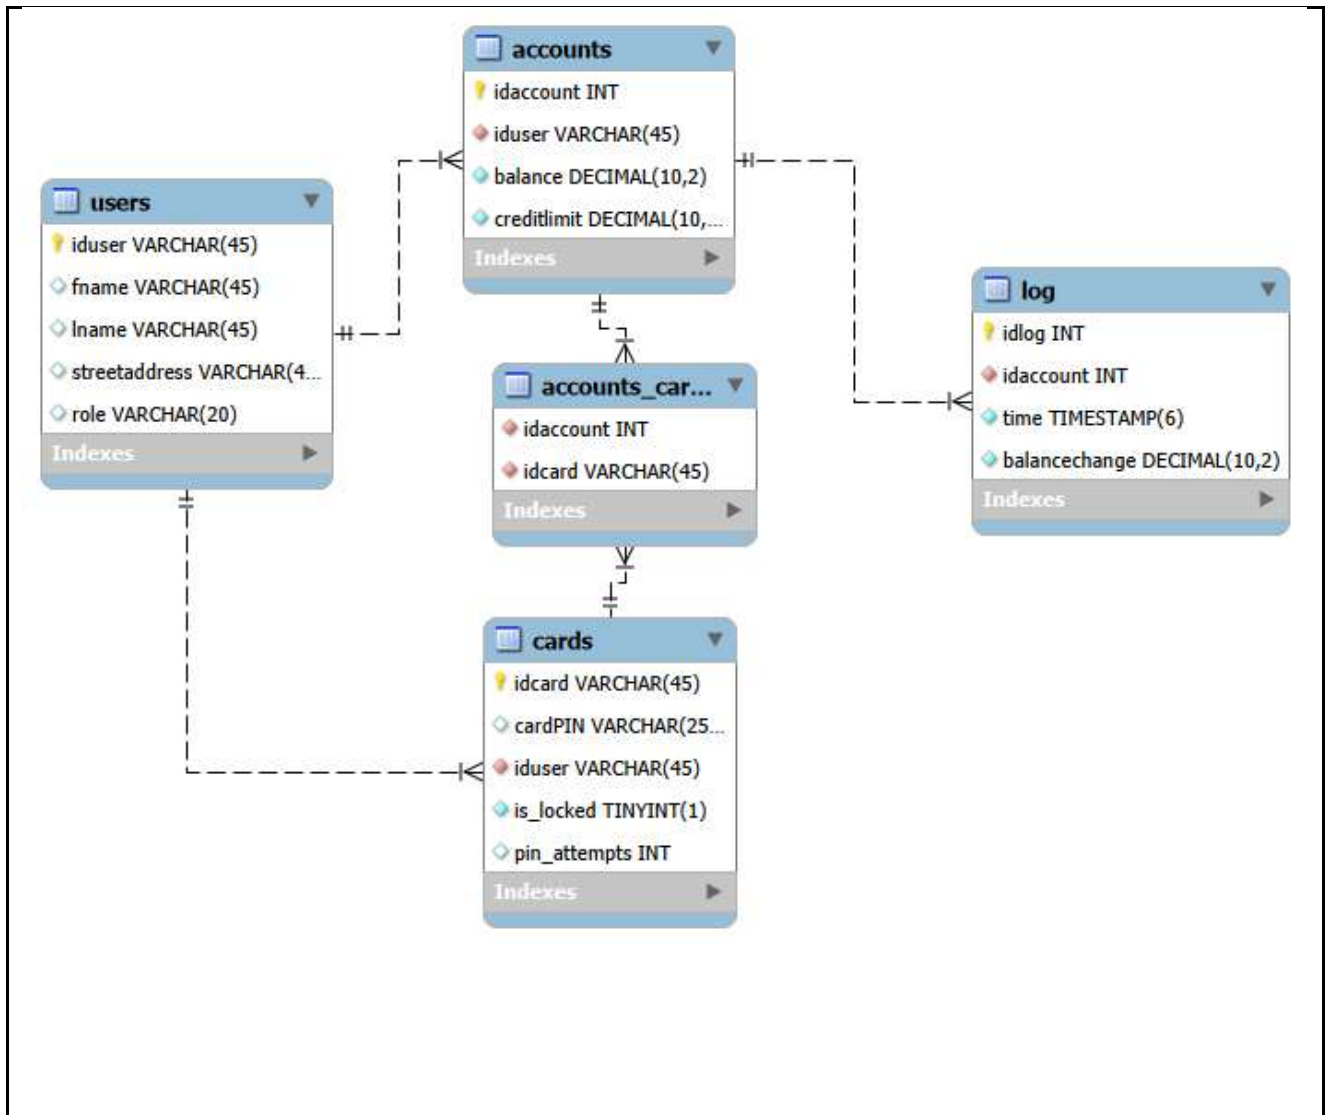 accounts
idaccount INT
iduser VARCHAR(45)
balance DECIMAL(10,2)
creditlimit DECIMAL(10,...
Indexes
users
iduser VARCHAR(45)
fname VARCHAR(45)
lname VARCHAR(45)
streetaddress VARCHAR(4...
role VARCHAR(20)
Indexes
log
idlog INT
idaccount INT
time TIMESTAMP(6)
balancechange DECIMAL(10,2)
Indexes
accounts_car...
idaccount INT
idcard VARCHAR(45)
Indexes
cards
idcard VARCHAR(45)
cardPIN VARCHAR(25...
iduser VARCHAR(45)
is_locked TINYINT(1)
pin_attempts INT
Indexes